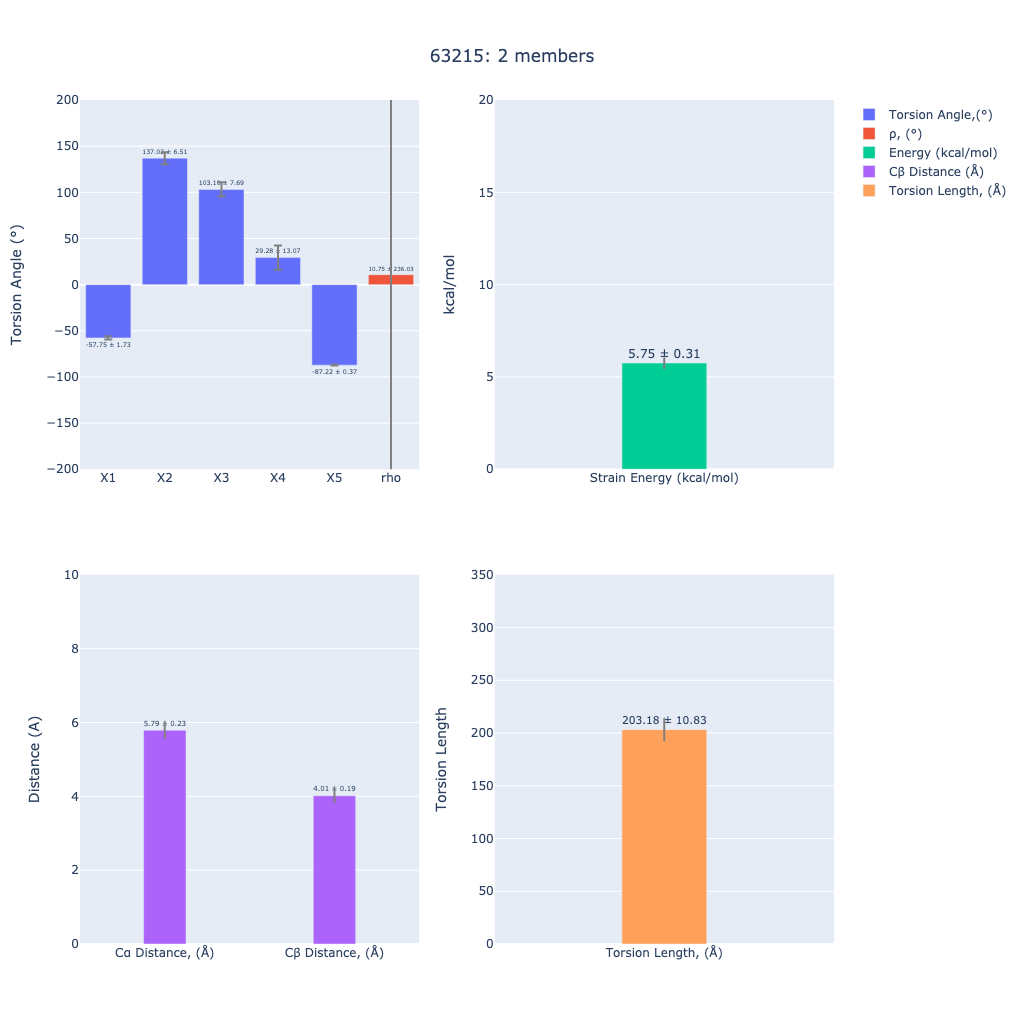 63215: 2 members
Torsion Angle (°)
200
150
100
50
0
−50
−100
−150
−200
-57.75 ± 1.73
103.16 ± 7.69
29.28 ± 13.07
-87.22 ± 0.37
10.75 ± 236.03
X1
X2
X3
X4
X5
rho
kcal/mol
20
15
10
5
0
5.75 ± 0.31
Strain Energy (kcal/mol)
Torsion Angle,(°)
ρ, (°)
Energy (kcal/mol)
Cβ Distance (Å)
Torsion Length, (Å)
Distance (A)
10
8
6
4
2
0
5.79 ± 0.23
4.01 ± 0.19
Cα Distance, (Å)
Cβ Distance, (Å)
Torsion Length
350
300
250
200
150
100
50
0
203.18 ± 10.83
Torsion Length, (Å)